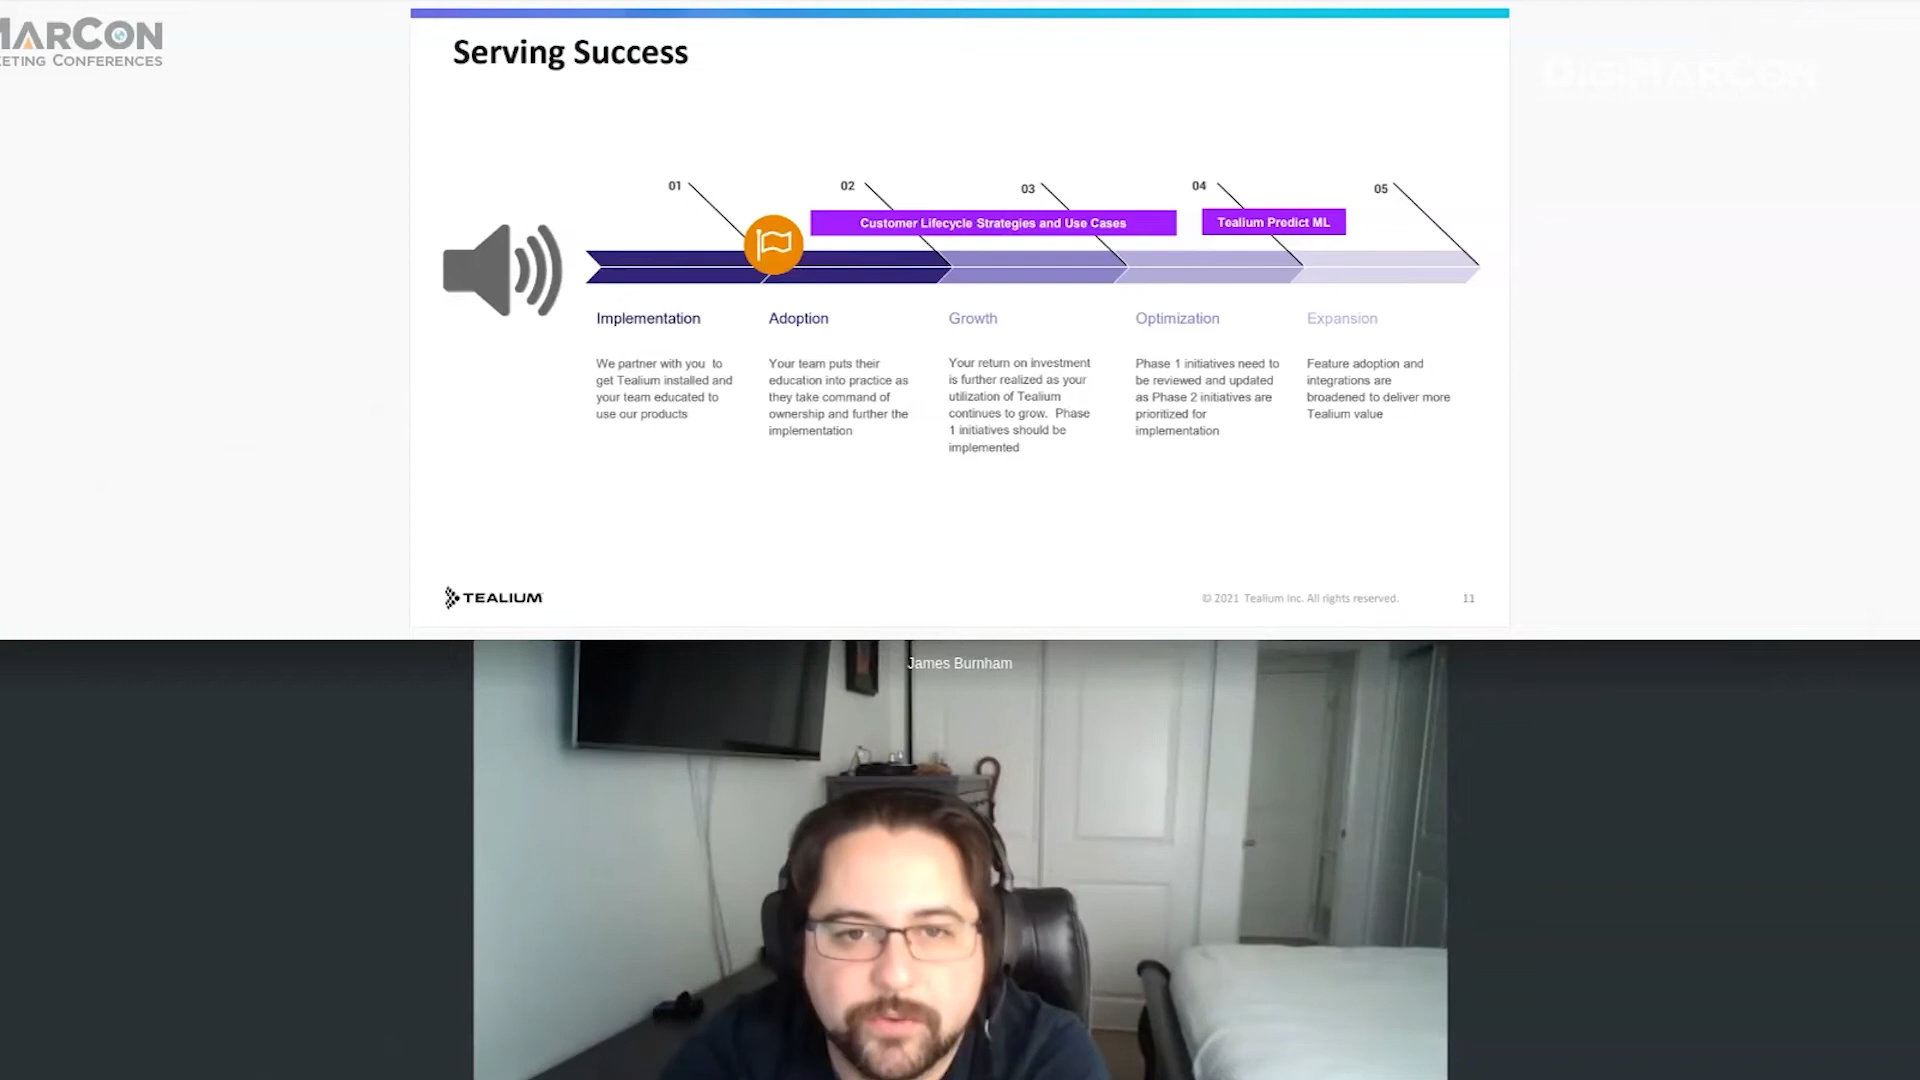 MARCON
ETING CONFERENCES
DIGIMARCON
Serving Success
01
02
03
04
05
Customer Lifecycle Strategies and Use Cases
Tealium Predict ML
Implementation
We partner with you to
get Tealium installed and
your team educated to
use our products
Adoption
Your team puts their
education into practice as
they take command of
ownership and further the
implementation
Growth
Your return on investment
is further realized as your
utilization of Tealium
continues to grow. Phase
1 initiatives should be
implemented
Optimization
Phase 1 initiatives need to
be reviewed and updated
as Phase 2 initiatives are
prioritized for
implementation
Expansion
Feature adoption and
integrations are
broadened to deliver more
Tealium value
TEALIUM
© 2021 Tealium Inc. All rights reserved.
11
James Burnham